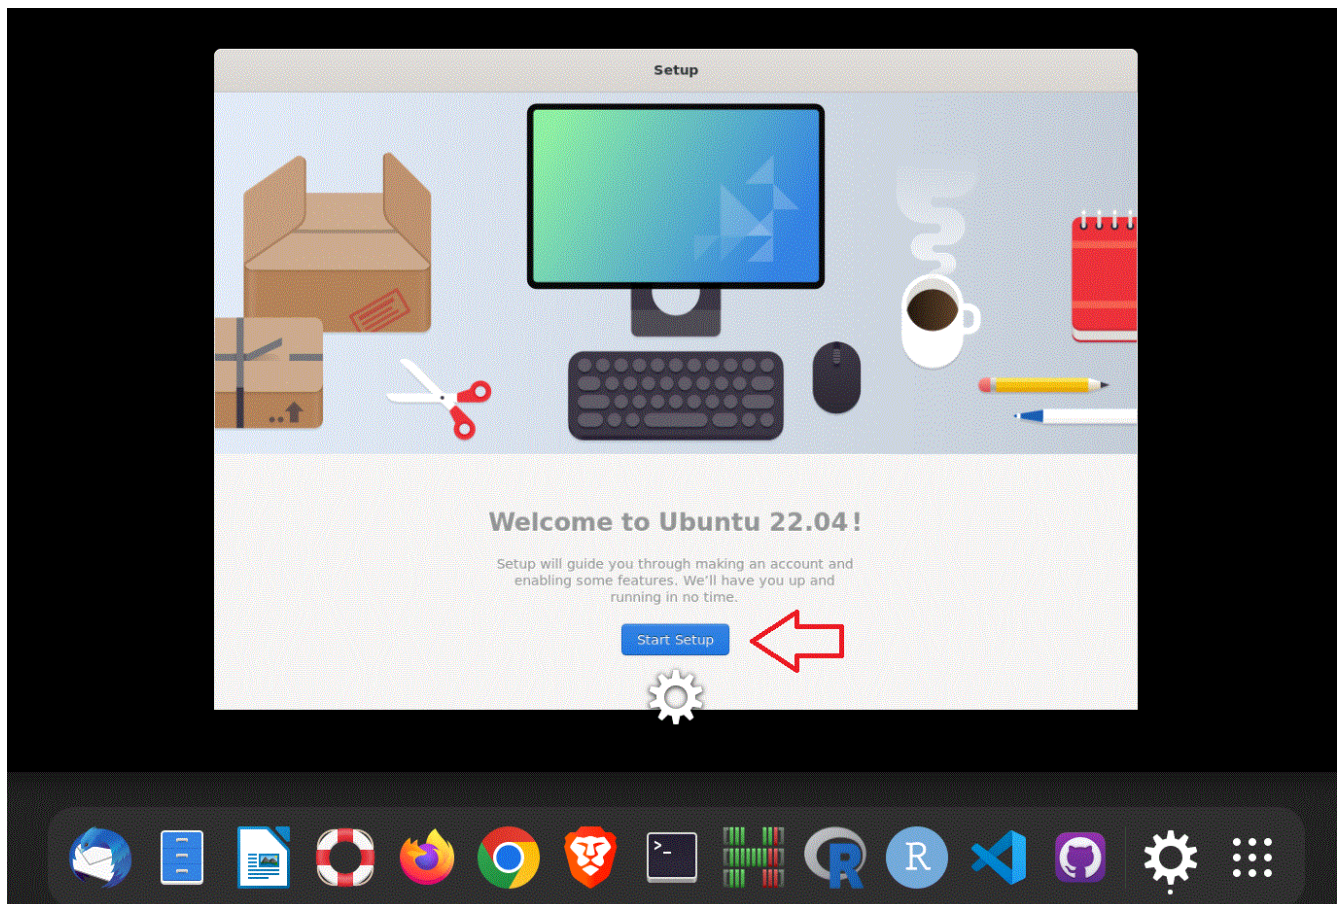 Setup
Welcome to Ubuntu 22.04!
Setup will guide you through making an account and
enabling some features. We'll have you up and
running in no time.
Start Setup
>_
R
R